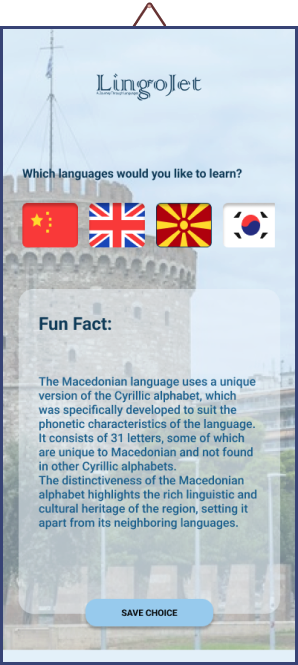 LingoJet
Which languages would you like to learn?
Fun Fact:
The Macedonian language uses a unique
version of the Cyrillic alphabet, which
was specifically developed to suit the
phonetic characteristics of the language.
It consists of 31 letters, some of which
are unique to Macedonian and not found
in other Cyrillic alphabets.
The distinctiveness of the Macedonian
alphabet highlights the rich linguistic and
cultural heritage of the region, setting it
apart from its neighboring languages.
SAVE CHOICE